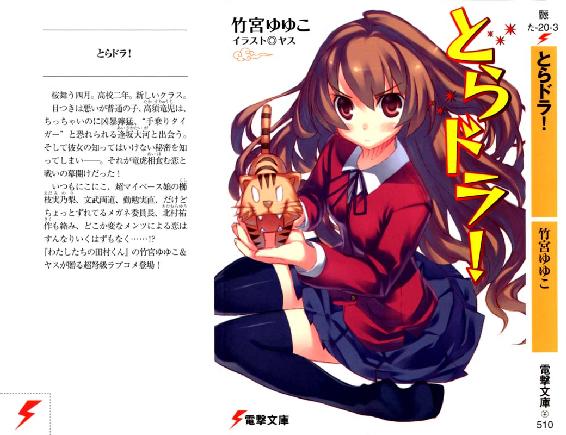 とらドラ!
桜舞う四月。高校二年。新しいクラス。
目つきは悪いが普通の子、高須竜児は、
ちっちゃいのに凶暴獰猛、“手乗りタイ
ガー”と恐れられる逢坂大河と出会う。
そして彼女の知ってはいけない秘密を知
ってしまい——。それが竜虎相食む恋と
戦いの幕開けだった!
いつもにこにこ、超マイペース娘の櫛
枝実乃梨、文武両道、勤勉実直、だけど
ちょっとずれてるメガネ委員長、北村祐
作も絡み、どこか変なメンツによる恋は
すんなりいくはずもなく……!?
『わたしたちの田村くん』の竹宮ゆゆこ&
ヤスが贈る超弩級ラブコメ登場!
竹宮ゆゆこ
イラスト◎ヤス
とらドラ!
電撃文庫
た-20-3
とらドラ!
竹宮ゆゆこ
電撃文庫
510